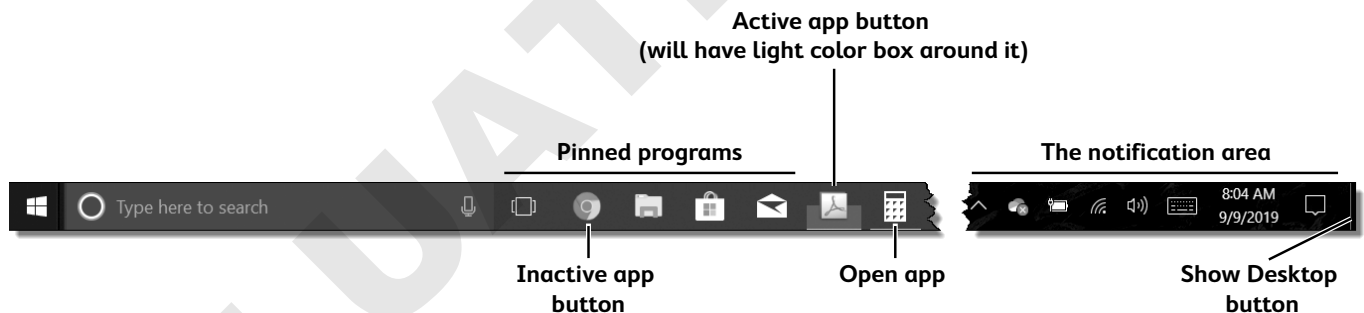 Active app button
(will have light color box around it)
Pinned programs
The notification area
Type here to search
8:04 AM
9/9/2019
Inactive app
button
Open app
Show Desktop
button